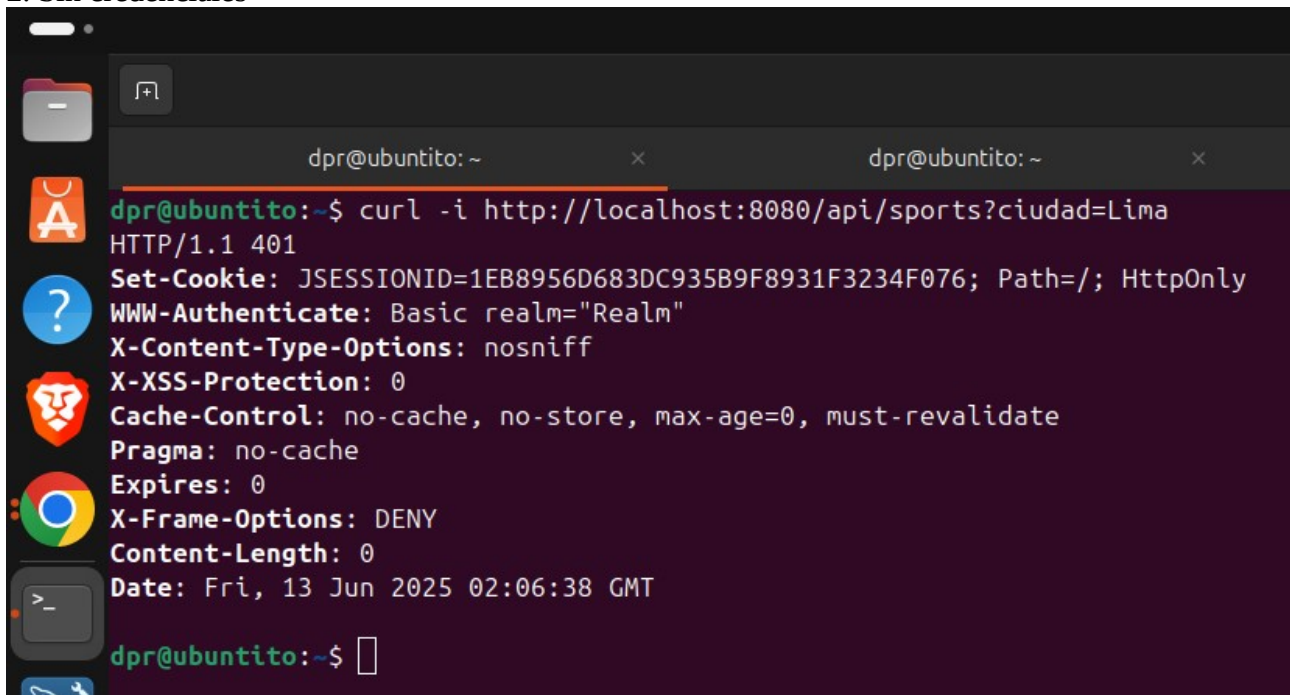 dpr@ubuntito: ~
dpr@ubuntito: ~
dpr@ubuntito:~$ curl -i http://localhost:8080/api/sports?ciudad=Lima
HTTP/1.1 401
Set-Cookie: JSESSIONID=1EB8956D683DC935B9F8931F3234F076; Path=/; HttpOnly
WWW-Authenticate: Basic realm="Realm"
X-Content-Type-Options: nosniff
X-XSS-Protection: 0
Cache-Control: no-cache, no-store, max-age=0, must-revalidate
Pragma: no-cache
Expires: 0
X-Frame-Options: DENY
Content-Length: 0
Date: Fri, 13 Jun 2025 02:06:38 GMT
dpr@ubuntito:~$